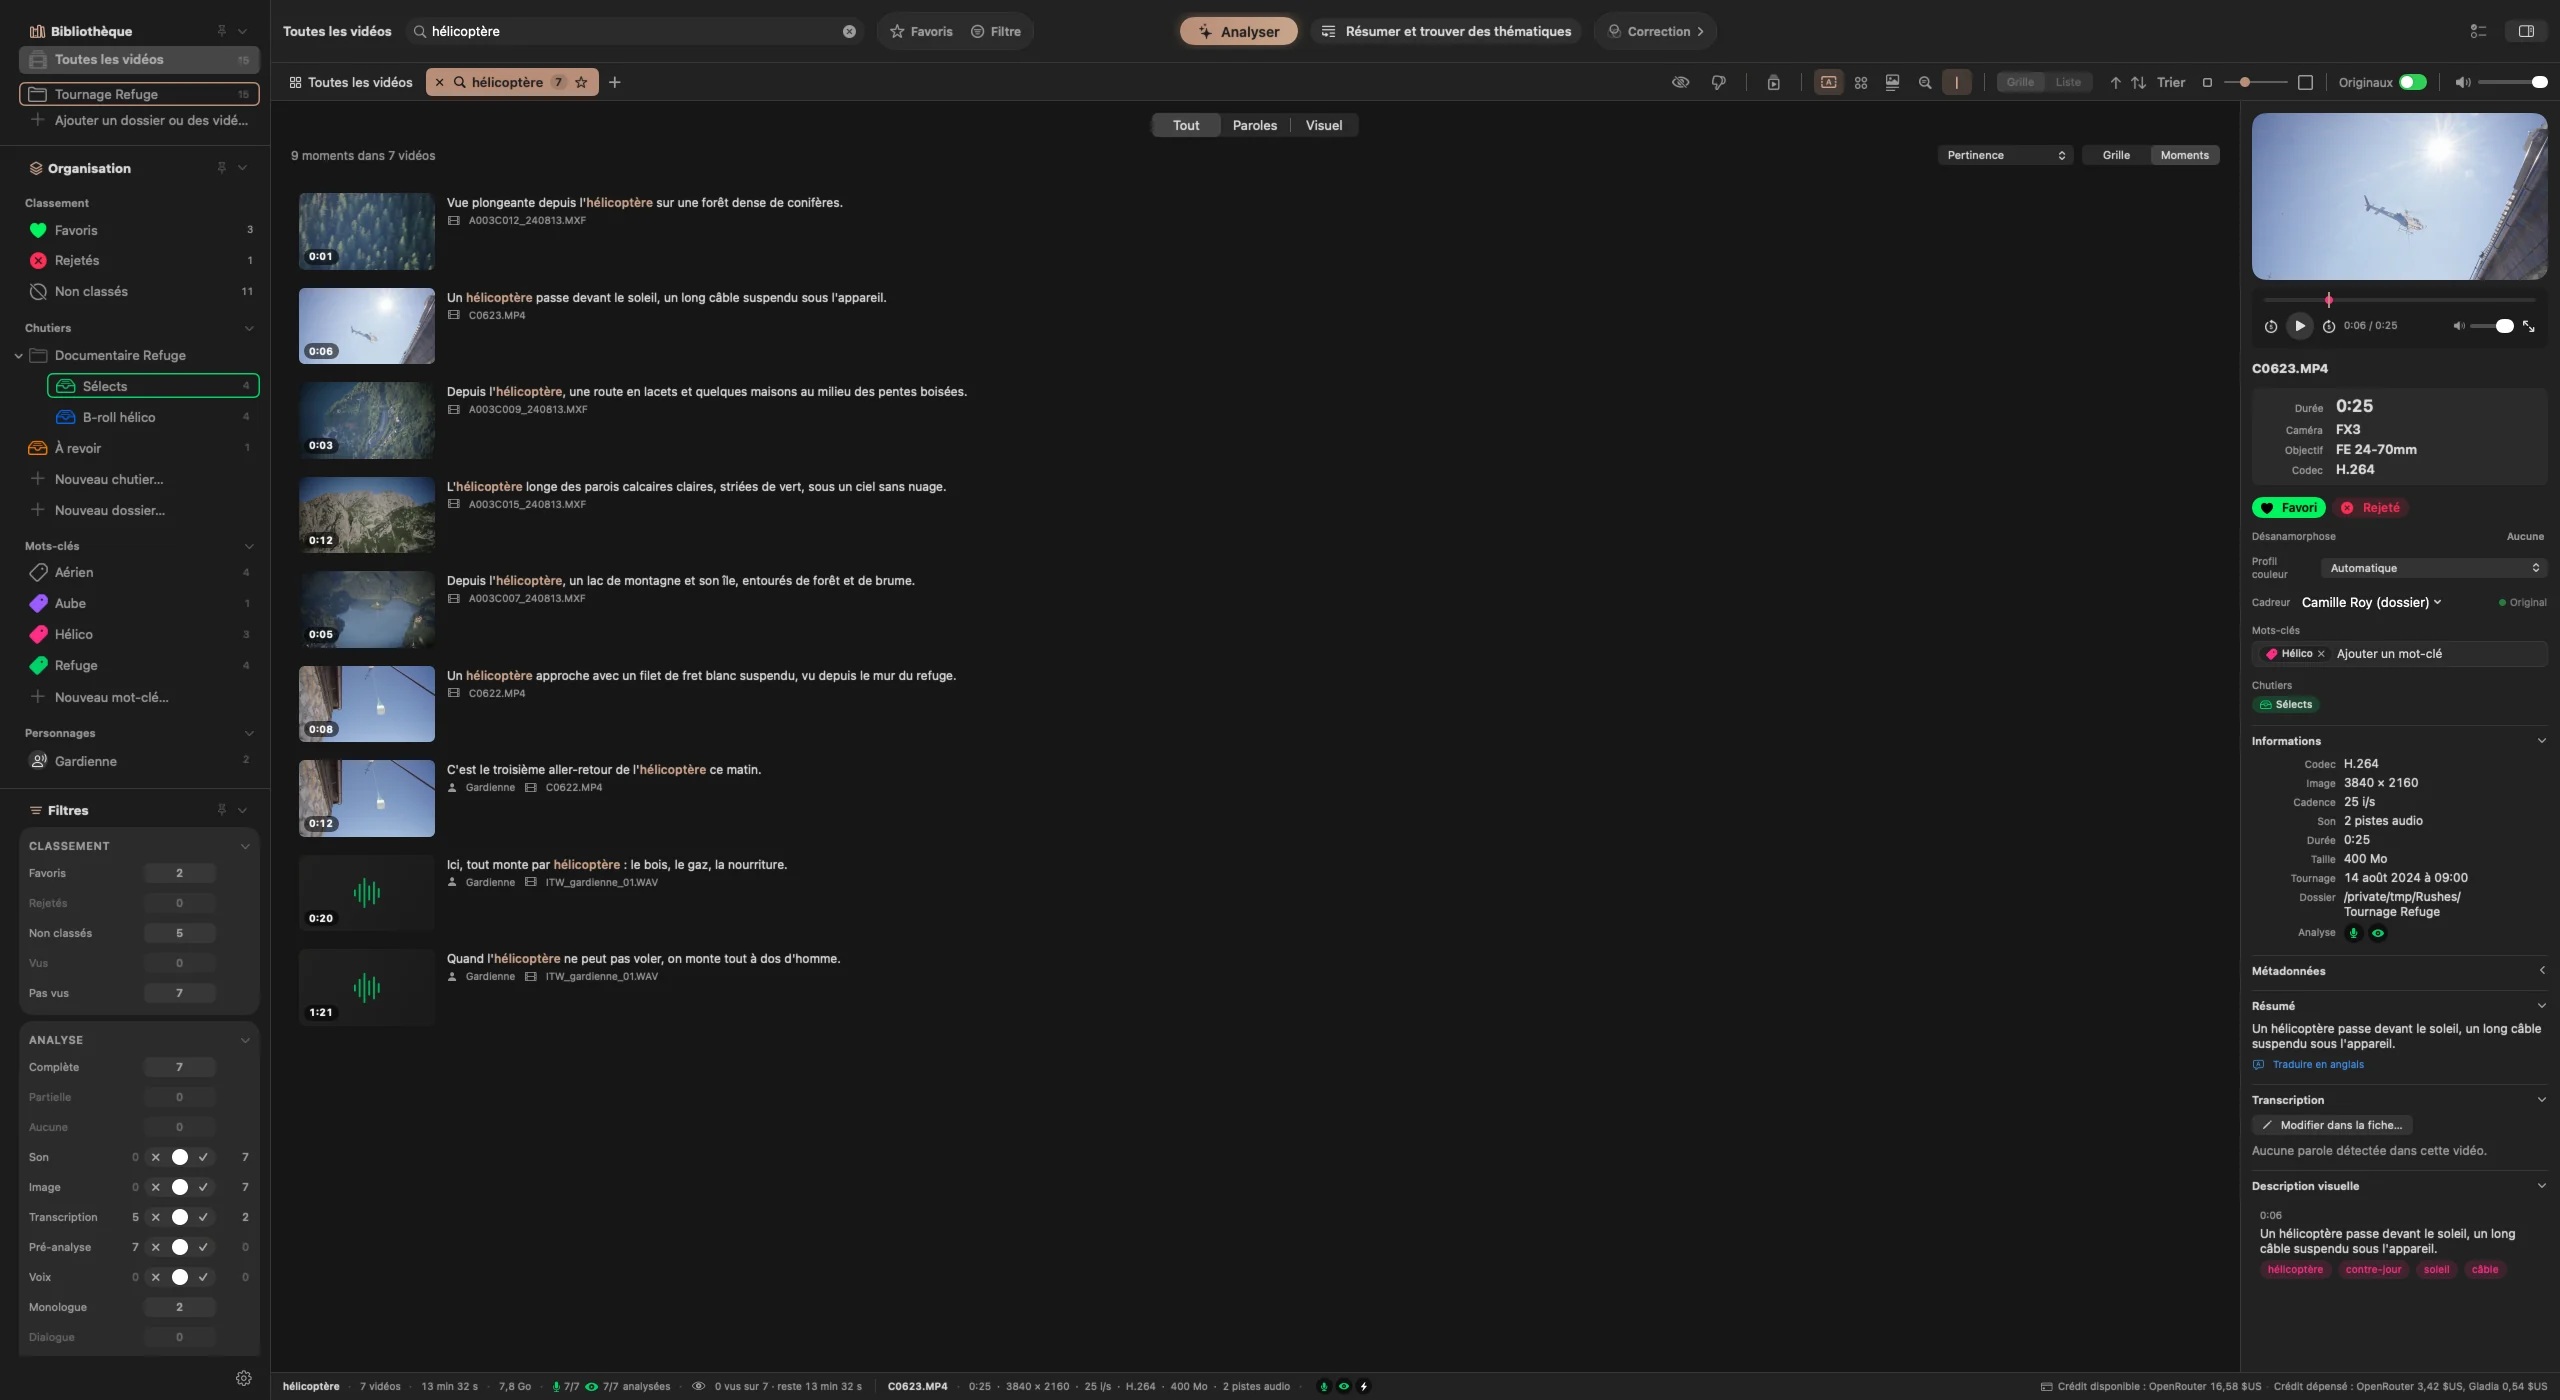 Bibliothèque
Toutes les vidéos 15
Tournage Refuge 15
Ajouter un dossier ou des vidé...
Organisation
Classement
Favoris 3
Rejetés 1
Non classés 11
Chutiers
Documentaire Refuge
Sélects 4
B-roll hélico 4
À revoir 1
Nouveau chutier...
Nouveau dossier...
Mots-clés
Aérien 4
Aube 1
Hélico 3
Refuge 4
Nouveau mot-clé...
Personnages
Gardienne 2
Filtres
CLASSEMENT
Favoris 2
Rejetés 0
Non classés 5
Vus 0
Pas vus 7
ANALYSE
Complète 7
Partielle 0
Aucune 0
Son 0 7
Image 0 7
Transcription 5 2
Pré-analyse 7 0
Voix 0 0
Monologue 2
Dialogue 0
Toutes les vidéos hélicoptère Favoris Filtre Analyser Résumer et trouver des thématiques Correction
Toutes les vidéos hélicoptère 7 Grille Liste Trier Originaux
Tout Paroles Visuel
9 moments dans 7 vidéos Pertinence Grille Moments
Vue plongeante depuis l'hélicoptère sur une forêt dense de conifères.
A003C012_240813.MXF
0:01
Un hélicoptère passe devant le soleil, un long câble suspendu sous l'appareil.
C0623.MP4
0:06
Depuis l'hélicoptère, une route en lacets et quelques maisons au milieu des pentes boisées.
A003C009_240813.MXF
0:03
L'hélicoptère longe des parois calcaires claires, striées de vert, sous un ciel sans nuage.
A003C015_240813.MXF
0:12
Depuis l'hélicoptère, un lac de montagne et son île, entourés de forêt et de brume.
A003C007_240813.MXF
0:05
Un hélicoptère approche avec un filet de fret blanc suspendu, vu depuis le mur du refuge.
C0622.MP4
0:08
C'est le troisième aller-retour de l'hélicoptère ce matin.
Gardienne C0622.MP4
0:12
Ici, tout monte par hélicoptère : le bois, le gaz, la nourriture.
Gardienne ITW_gardienne_01.WAV
0:20
Quand l'hélicoptère ne peut pas voler, on monte tout à dos d'homme.
Gardienne ITW_gardienne_01.WAV
1:21
0:06 / 0:25
C0623.MP4
Durée 0:25
Caméra FX3
Objectif FE 24-70mm
Codec H.264
Favori Rejeté
Désanamorphose Aucune
Profil couleur Automatique
Cadreur Camille Roy (dossier) Original
Mots-clés
Hélico Ajouter un mot-clé
Chutiers
Sélects
Informations
Codec H.264
Image 3840 × 2160
Cadence 25 i/s
Son 2 pistes audio
Durée 0:25
Taille 400 Mo
Tournage 14 août 2024 à 09:00
Dossier /private/tmp/Rushes/
Tournage Refuge
Analyse
Métadonnées
Résumé
Un hélicoptère passe devant le soleil, un long câble
suspendu sous l'appareil.
Traduire en anglais
Transcription
Modifier dans la fiche...
Aucune parole détectée dans cette vidéo.
Description visuelle
0:06
Un hélicoptère passe devant le soleil, un long
câble suspendu sous l'appareil.
hélicoptère contre-jour soleil câble
hélicoptère · 7 vidéos · 13 min 32 s · 7,8 Go · 7/7 7/7 analysées · 0 vus sur 7 · reste 13 min 32 s C0623.MP4 · 0:25 · 3840 × 2160 · 25 i/s · H.264 · 400 Mo · 2 pistes audio · Crédit disponible : OpenRouter 16,58 $US · Crédit dépensé : OpenRouter 3,42 $US, Gladia 0,54 $US